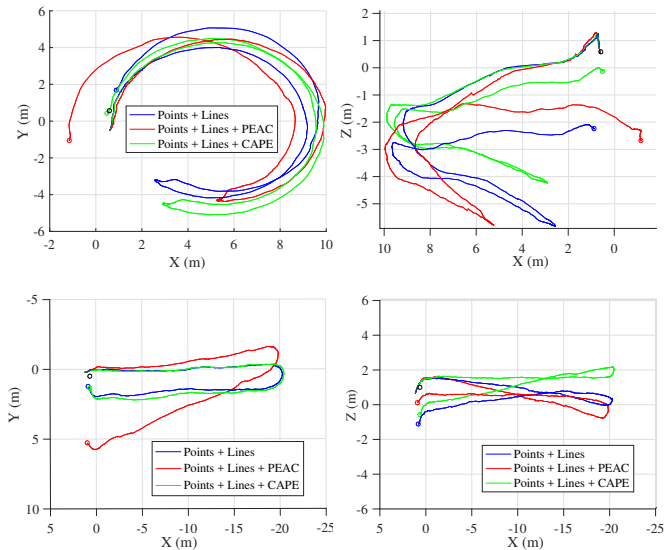 6
4
2
0
-2
-4
-6
Y (m)
-2 0 2 4 6 8 10
X (m)
Points + Lines
Points + Lines + PEAC
Points + Lines + CAPE
2
1
0
-1
-2
-3
-4
-5
Z (m)
10 8 6 4 2 0
X (m)
-5
0
5
10
Y (m)
5 0 -5 -10 -15 -20 -25
X (m)
Points + Lines
Points + Lines + PEAC
Points + Lines + CAPE
6
4
2
0
-2
-4
-6
Z (m)
5 0 -5 -10 -15 -20 -25
X (m)
Points + Lines
Points + Lines + PEAC
Points + Lines + CAPE